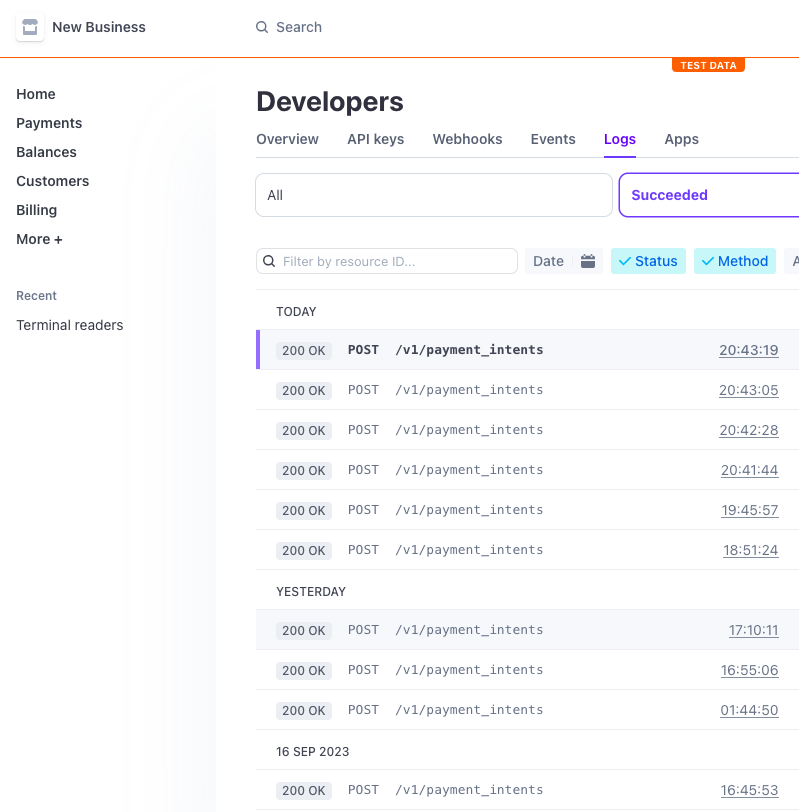 New Business
Search
TEST DATA
Home
Payments
Balances
Customers
Billing
More +
Recent
Terminal readers
Developers
Overview API keys Webhooks Events Logs Apps
All Succeeded
Filter by resource ID... Date Status Method
TODAY
200 OK POST /v1/payment_intents 20:43:19
200 OK POST /v1/payment_intents 20:43:05
200 OK POST /v1/payment_intents 20:42:28
200 OK POST /v1/payment_intents 20:41:44
200 OK POST /v1/payment_intents 19:45:57
200 OK POST /v1/payment_intents 18:51:24
YESTERDAY
200 OK POST /v1/payment_intents 17:10:11
200 OK POST /v1/payment_intents 16:55:06
200 OK POST /v1/payment_intents 01:44:50
16 SEP 2023
200 OK POST /v1/payment_intents 16:45:53